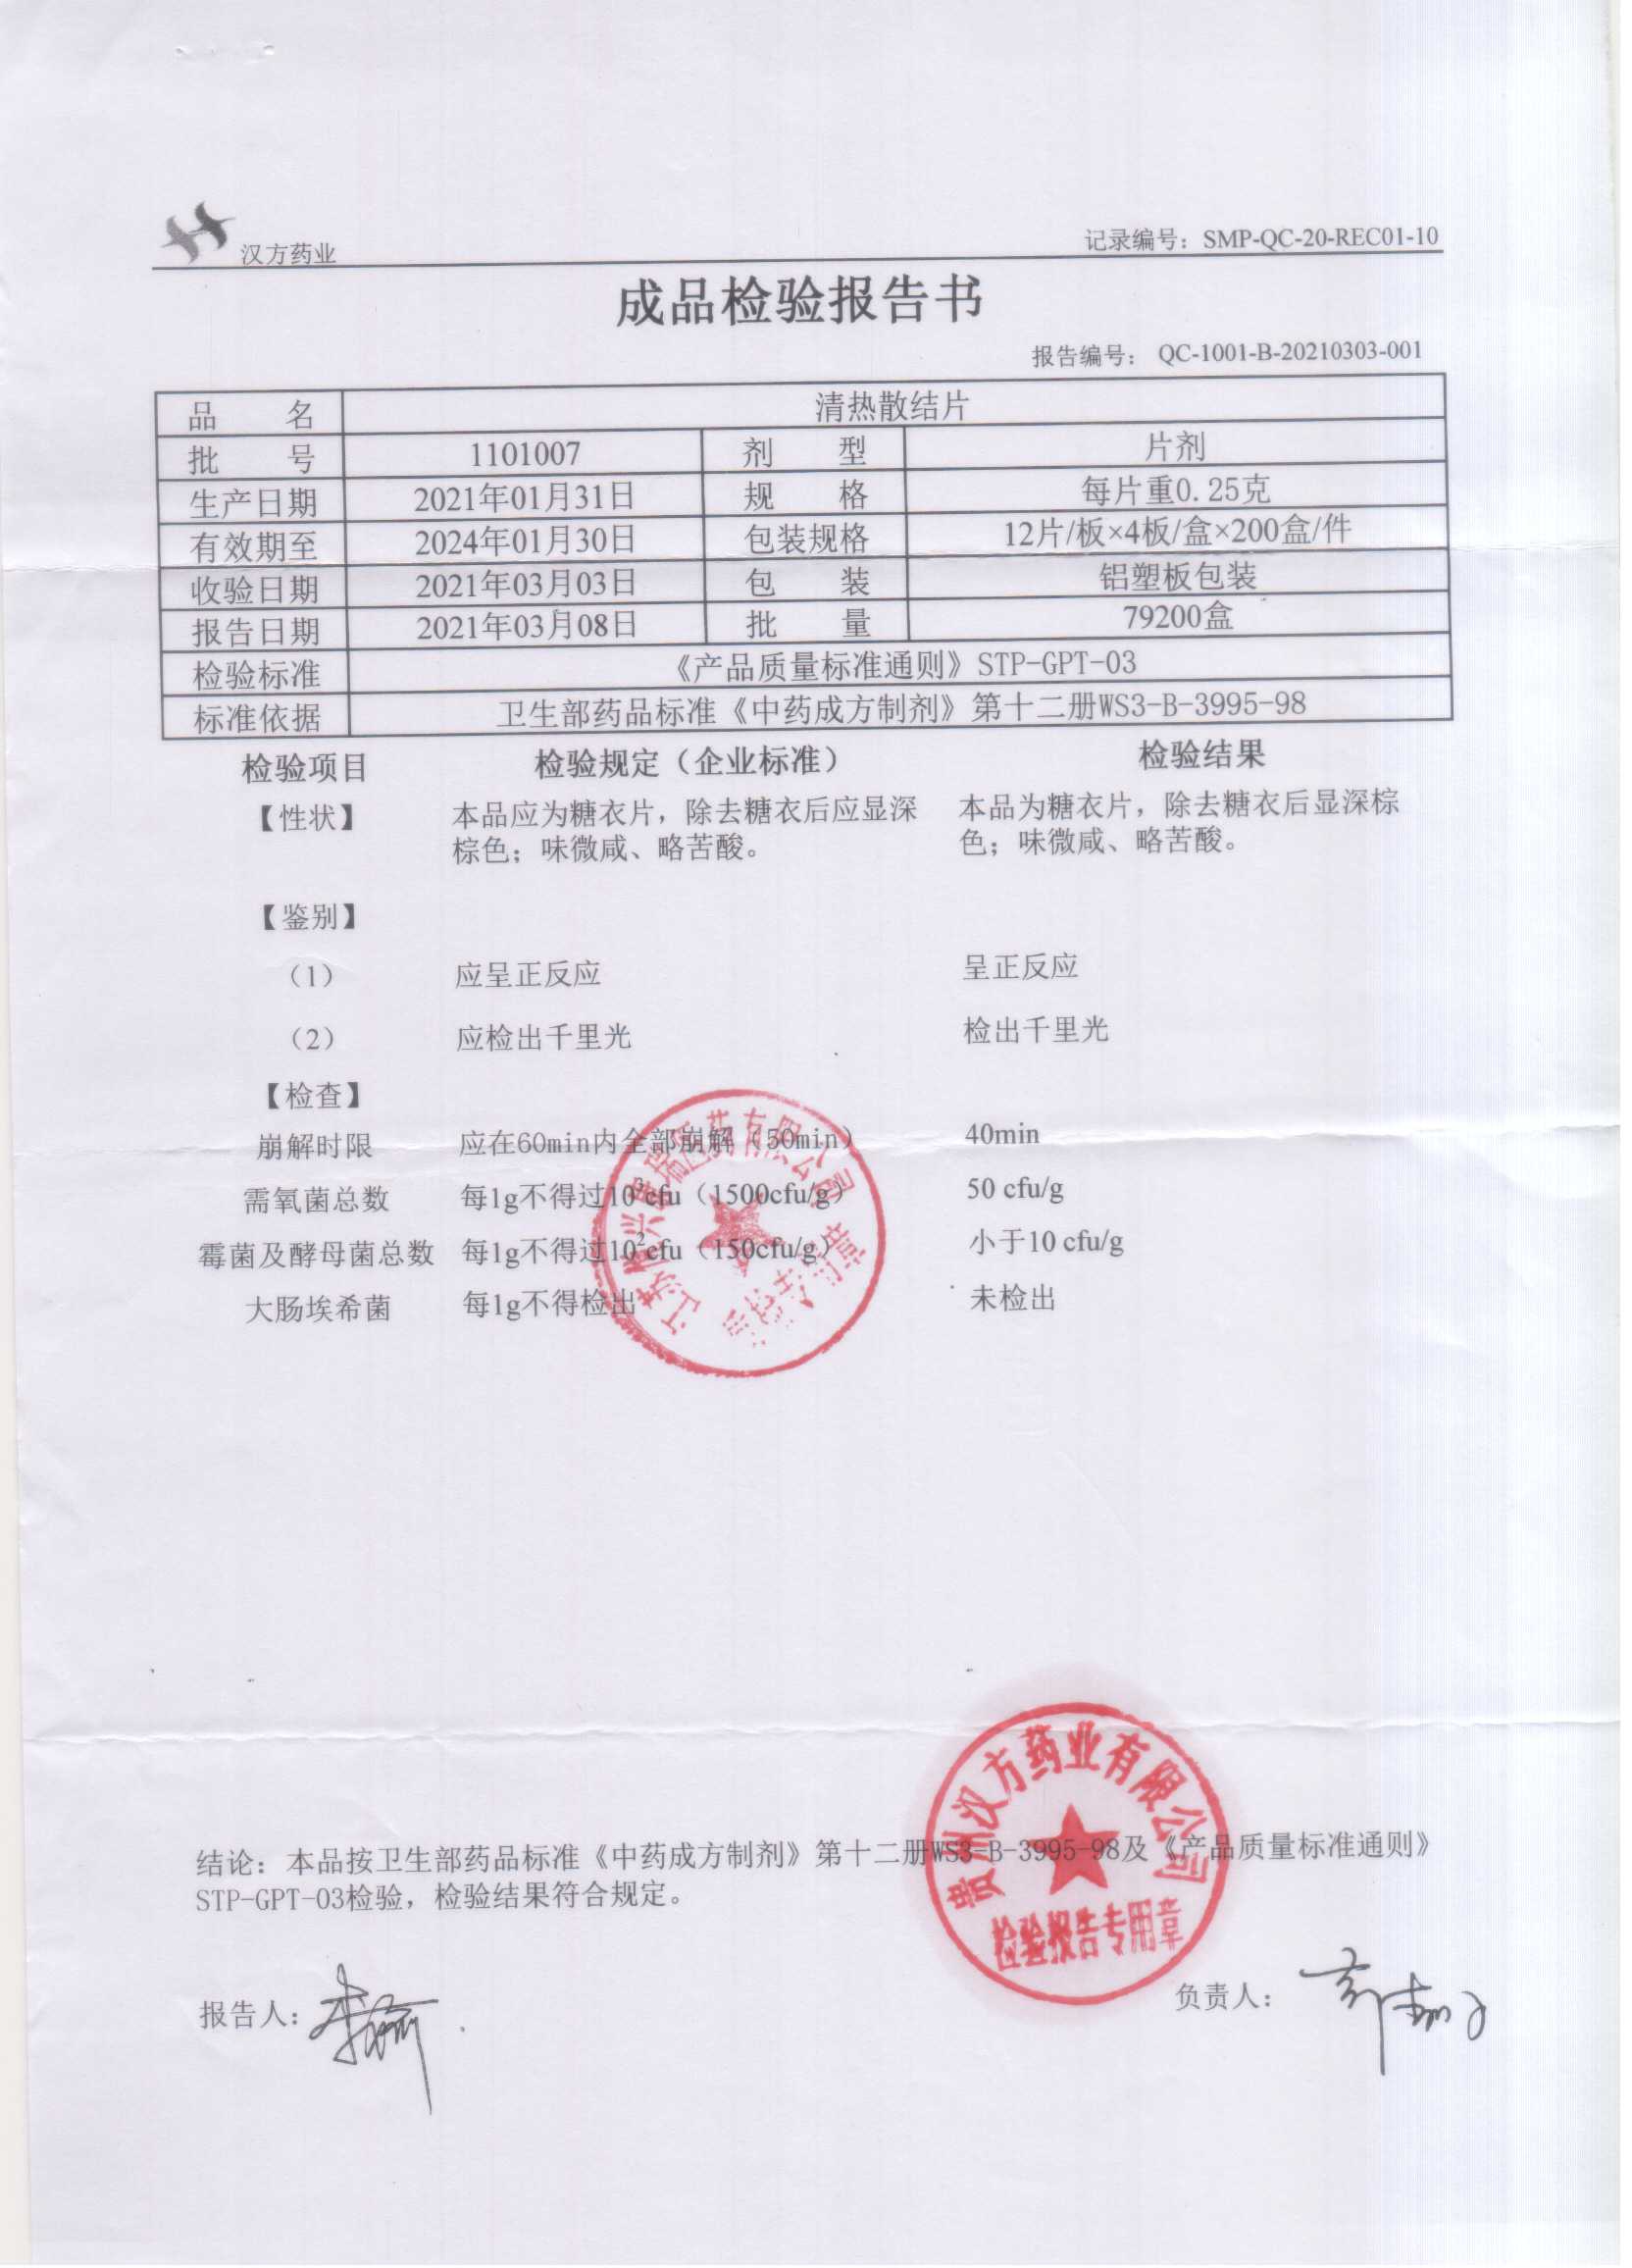 汉方药业
记录编号：SMP-QC-20-REC01-10
成品检验报告书
报告编号： QC-1001-B-20210303-001
品 名 清热散结片
批 号 1101007 剂 型 片剂
生产日期 2021年01月31日 规 格 每片重0.25克
有效期至 2024年01月30日 包装规格 12片/板×4板/盒×200盒/件
收验日期 2021年03月03日 包 装 铝塑板包装
报告日期 2021年03月08日 批 量 79200盒
检验标准 《产品质量标准通则》STP-GPT-03
标准依据 卫生部药品标准《中药成方制剂》第十二册WS3-B-3995-98
检验项目 检验规定（企业标准） 检验结果
【性状】 本品应为糖衣片，除去糖衣后应显深 本品为糖衣片，除去糖衣后显深棕
棕色；味微咸、略苦酸。 色；味微咸、略苦酸。
【鉴别】
（1） 应呈正反应 呈正反应
（2） 应检出千里光 检出千里光
【检查】
崩解时限 应在60min内全部崩解（50min） 40min
需氧菌总数 每1g不得过10³cfu（1500cfu/g） 50 cfu/g
霉菌及酵母菌总数 每1g不得过10²cfu（150cfu/g） 小于10 cfu/g
大肠埃希菌 每1g不得检出 未检出
医药有限公司
贵州汉方药业有限公司
检验报告专用章
结论：本品按卫生部药品标准《中药成方制剂》第十二册WS3-B-3995-98及《产品质量标准通则》
STP-GPT-03检验，检验结果符合规定。
报告人：
负责人：